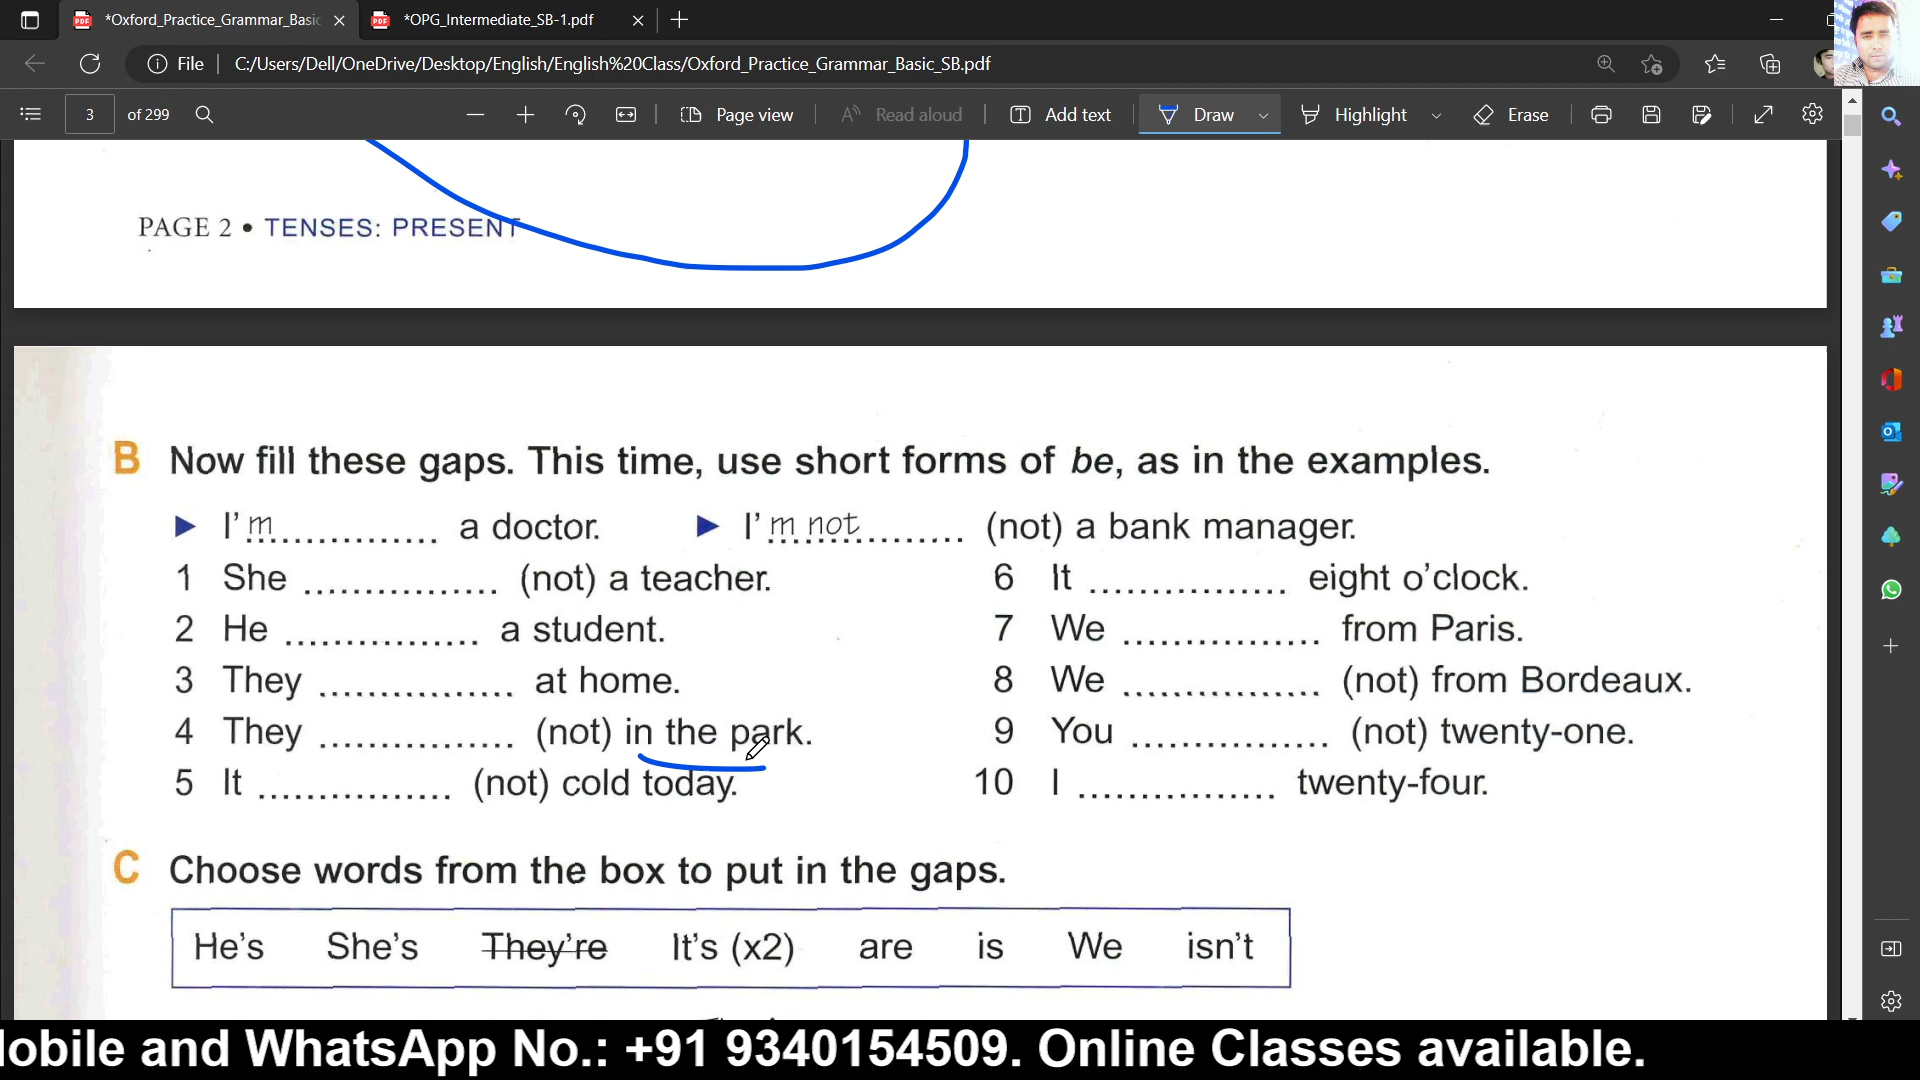 *Oxford_Practice_Grammar_Basic
*OPG_Intermediate_SB-1.pdf
File
C:/Users/Dell/OneDrive/Desktop/English/English%20Class/Oxford_Practice_Grammar_Basic_SB.pdf
3 of 299
Page view
Read aloud
Add text
Draw
Highlight
Erase
PAGE 2 • TENSES: PRESENT
B Now fill these gaps. This time, use short forms of be, as in the examples.
► I'm ................ a doctor. ► I'm not ............. (not) a bank manager.
1 She ................ (not) a teacher. 6 It ................ eight o'clock.
2 He ................ a student. 7 We ................ from Paris.
3 They ................ at home. 8 We ................ (not) from Bordeaux.
4 They ................ (not) in the park. 9 You ................ (not) twenty-one.
5 It ................ (not) cold today. 10 I ................ twenty-four.
C Choose words from the box to put in the gaps.
He's She's They're It's (x2) are is We isn't
Mobile and WhatsApp No.: +91 9340154509. Online Classes available.